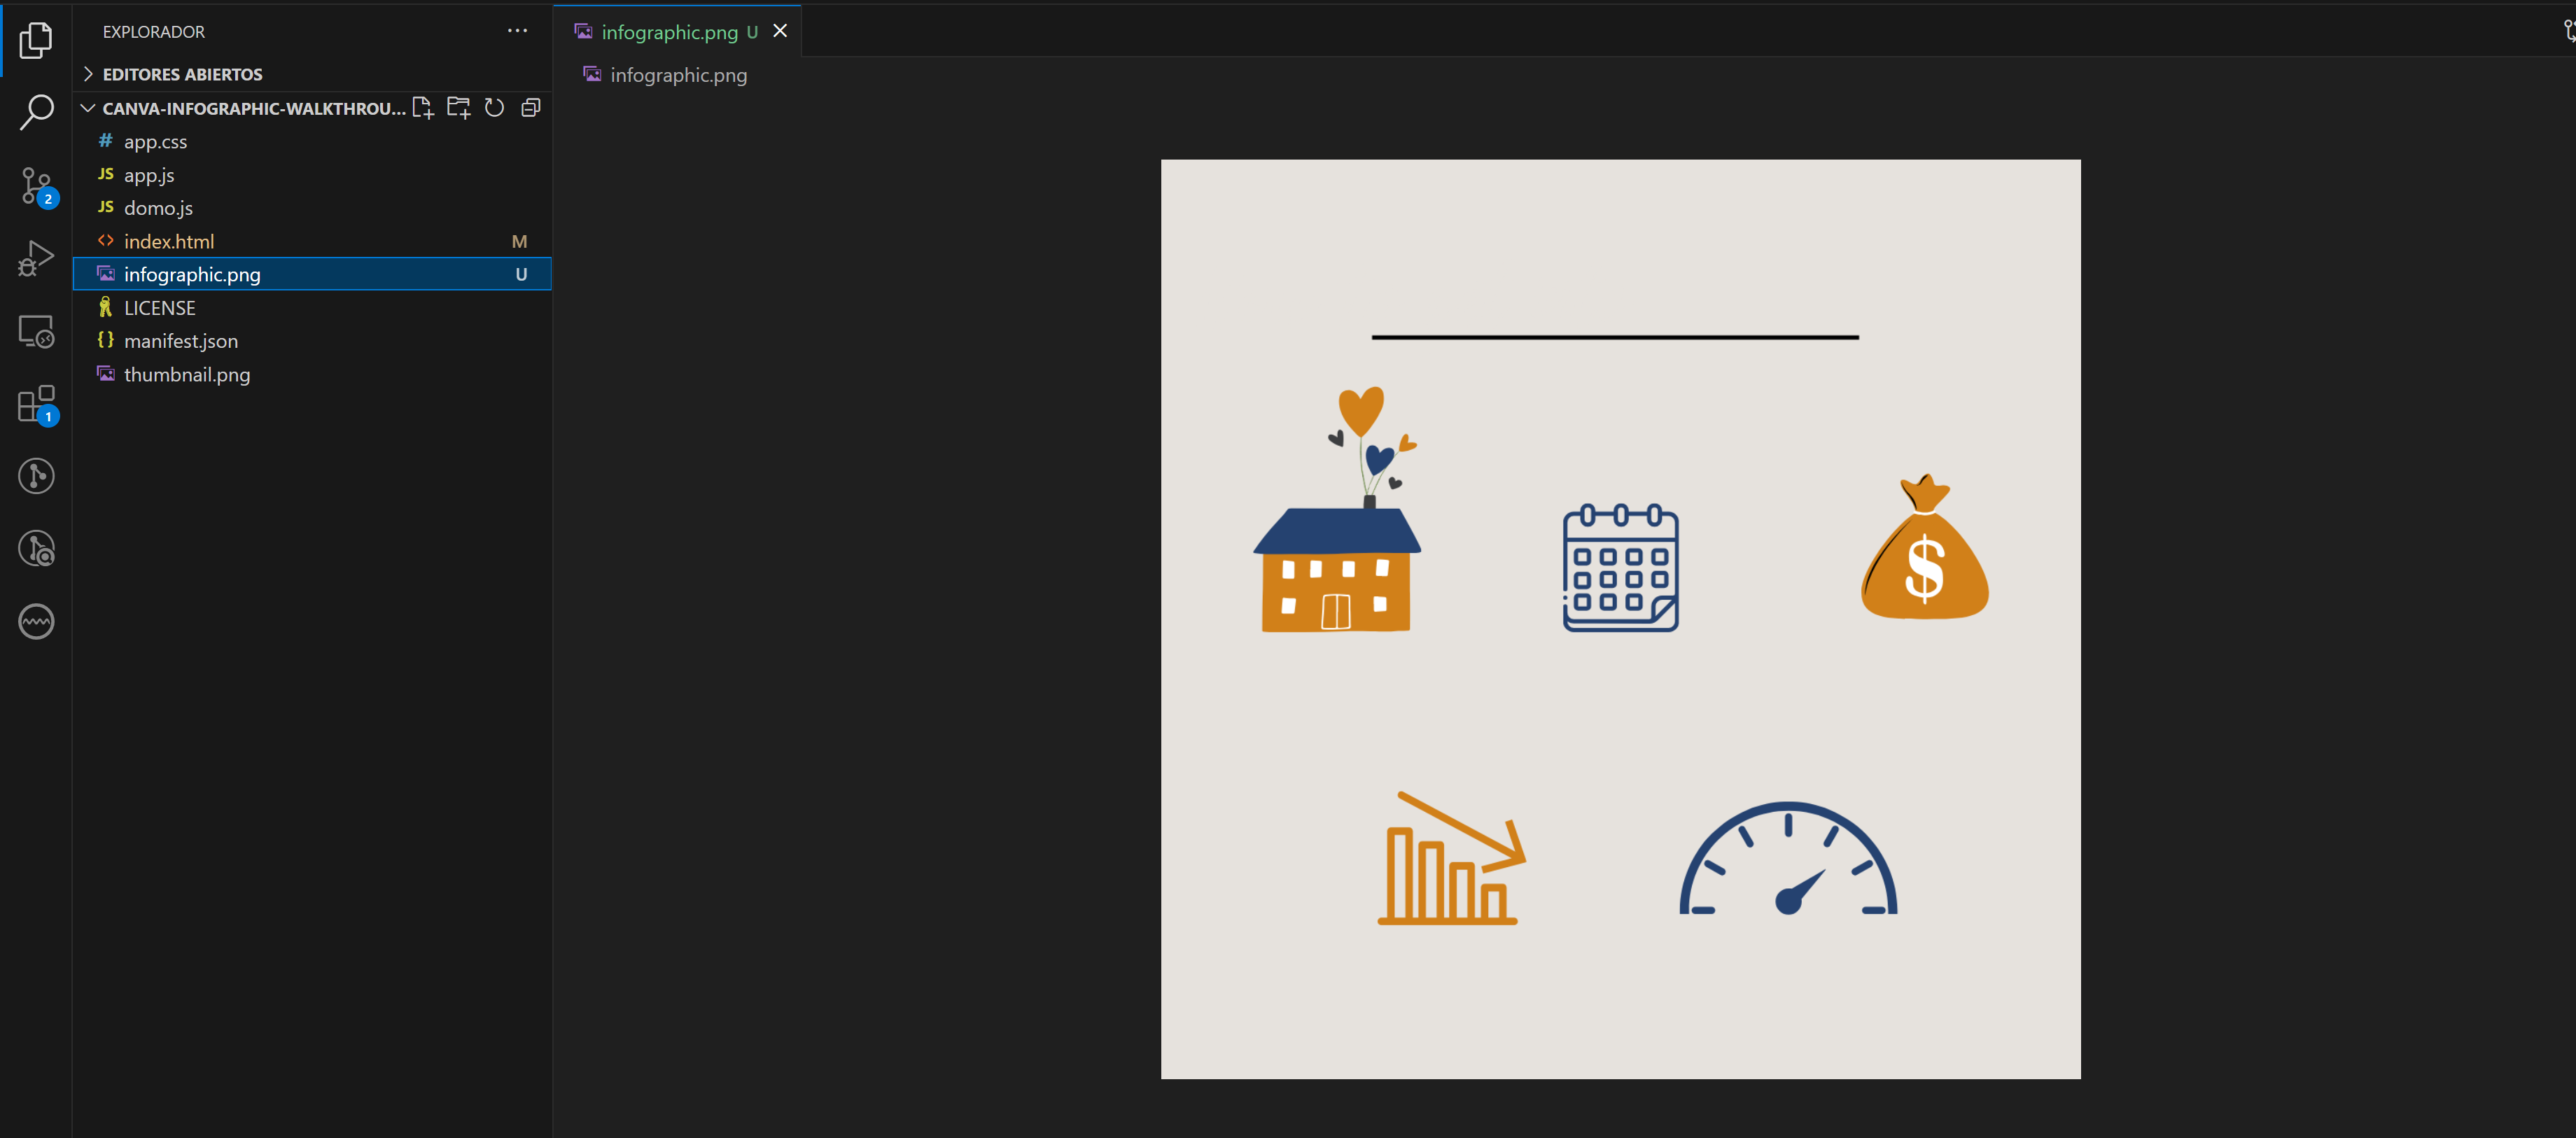 EXPLORADOR
EDITORES ABIERTOS
CANVA-INFOGRAPHIC-WALKTHROU...
# app.css
JS app.js
JS domo.js
<> index.html M
infographic.png U
LICENSE
{} manifest.json
thumbnail.png
2
1
infographic.png U
infographic.png
$